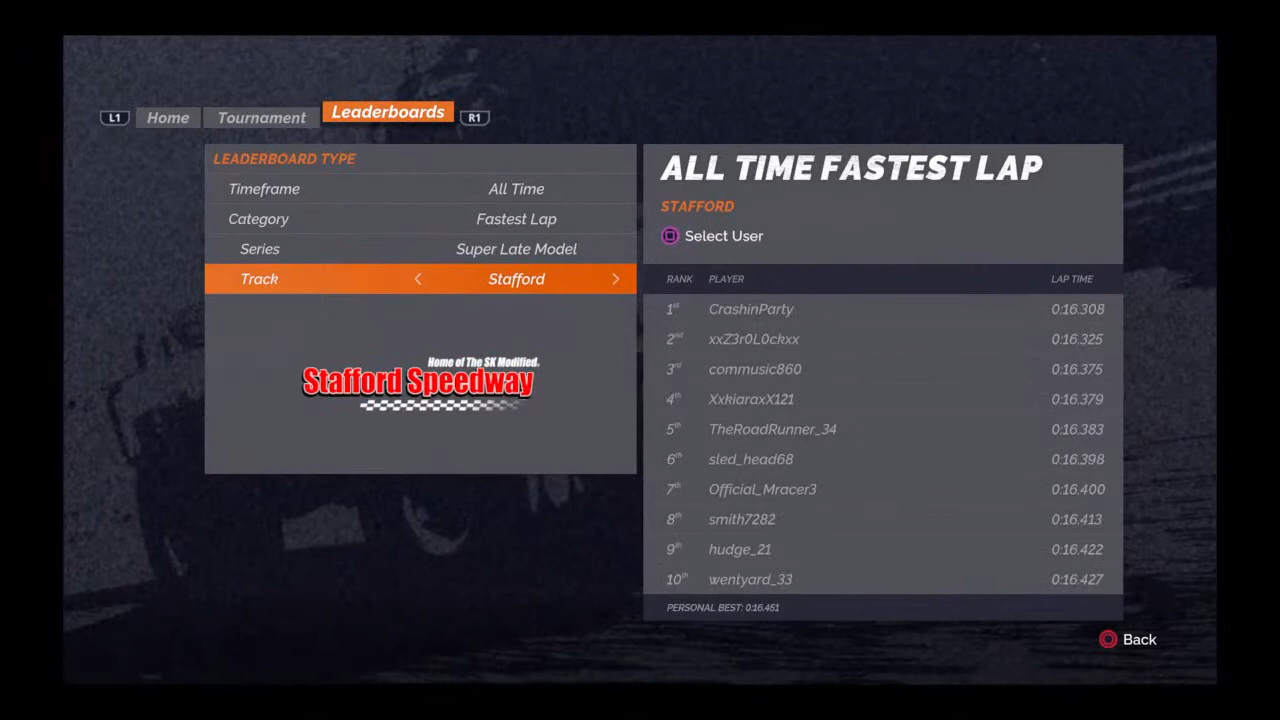 L1 Home Tournament Leaderboards R1
LEADERBOARD TYPE
Timeframe All Time
Category Fastest Lap
Series Super Late Model
Track Stafford
Home of The SK Modified®
Stafford Speedway
ALL TIME FASTEST LAP
STAFFORD
Select User
RANK PLAYER LAP TIME
1st CrashinParty 0:16.308
2nd xxZ3r0L0ckxx 0:16.325
3rd commusic860 0:16.375
4th XxkiaraxX121 0:16.379
5th TheRoadRunner_34 0:16.383
6th sled_head68 0:16.398
7th Official_Mracer3 0:16.400
8th smith7282 0:16.413
9th hudge_21 0:16.422
10th wentyard_33 0:16.427
PERSONAL BEST: 0:16.451
Back